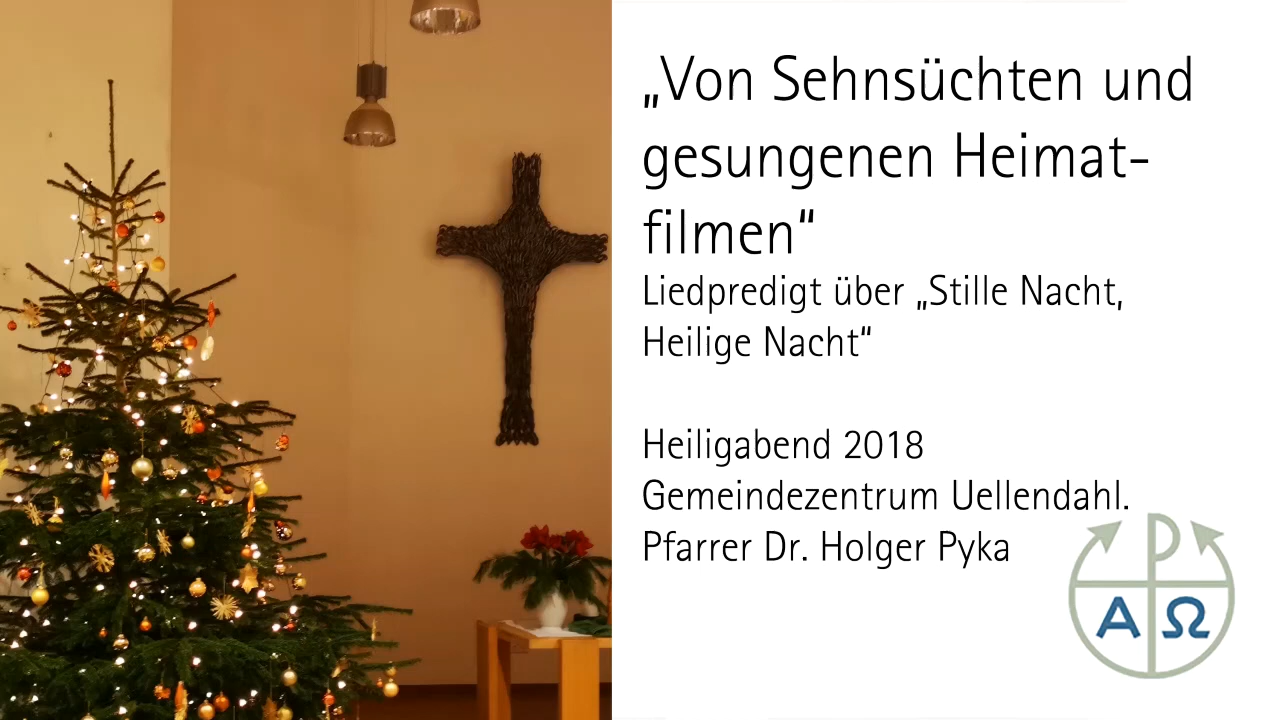 „Von Sehnsüchten und
gesungenen Heimat-
filmen“
Liedpredigt über „Stille Nacht,
Heilige Nacht“
Heiligabend 2018
Gemeindezentrum Uellendahl.
Pfarrer Dr. Holger Pyka
Α Ω